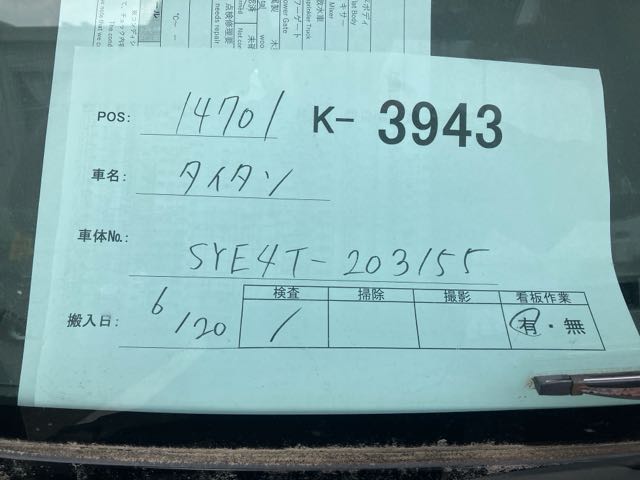 POS: 14701 K- 3943
車名: タイタン
車体No.: SYE4T-203155
搬入日: 6/20
検査 掃除 撮影 看板作業
/ 有・無